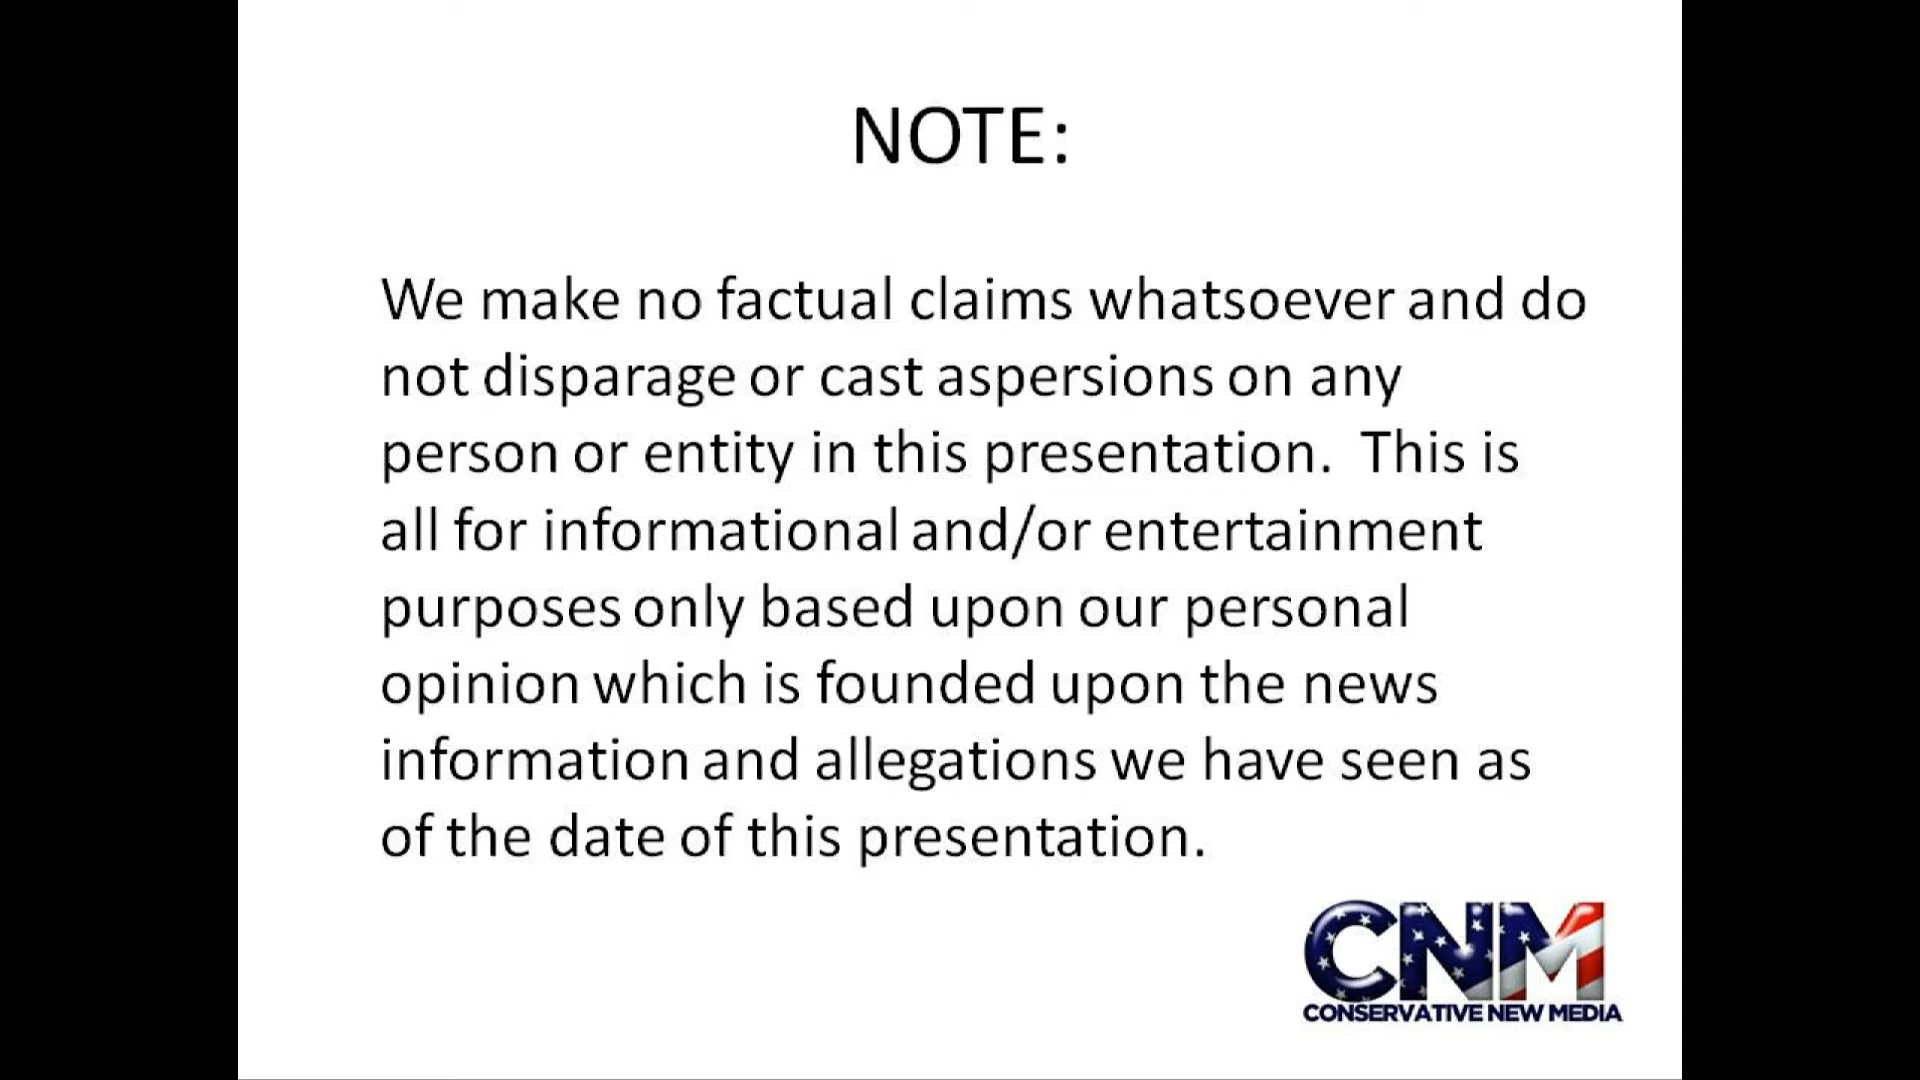 NOTE:
We make no factual claims whatsoever and do
not disparage or cast aspersions on any
person or entity in this presentation.  This is
all for informational and/or entertainment
purposes only based upon our personal
opinion which is founded upon the news
information and allegations we have seen as
of the date of this presentation.
CNM
CONSERVATIVE NEW MEDIA